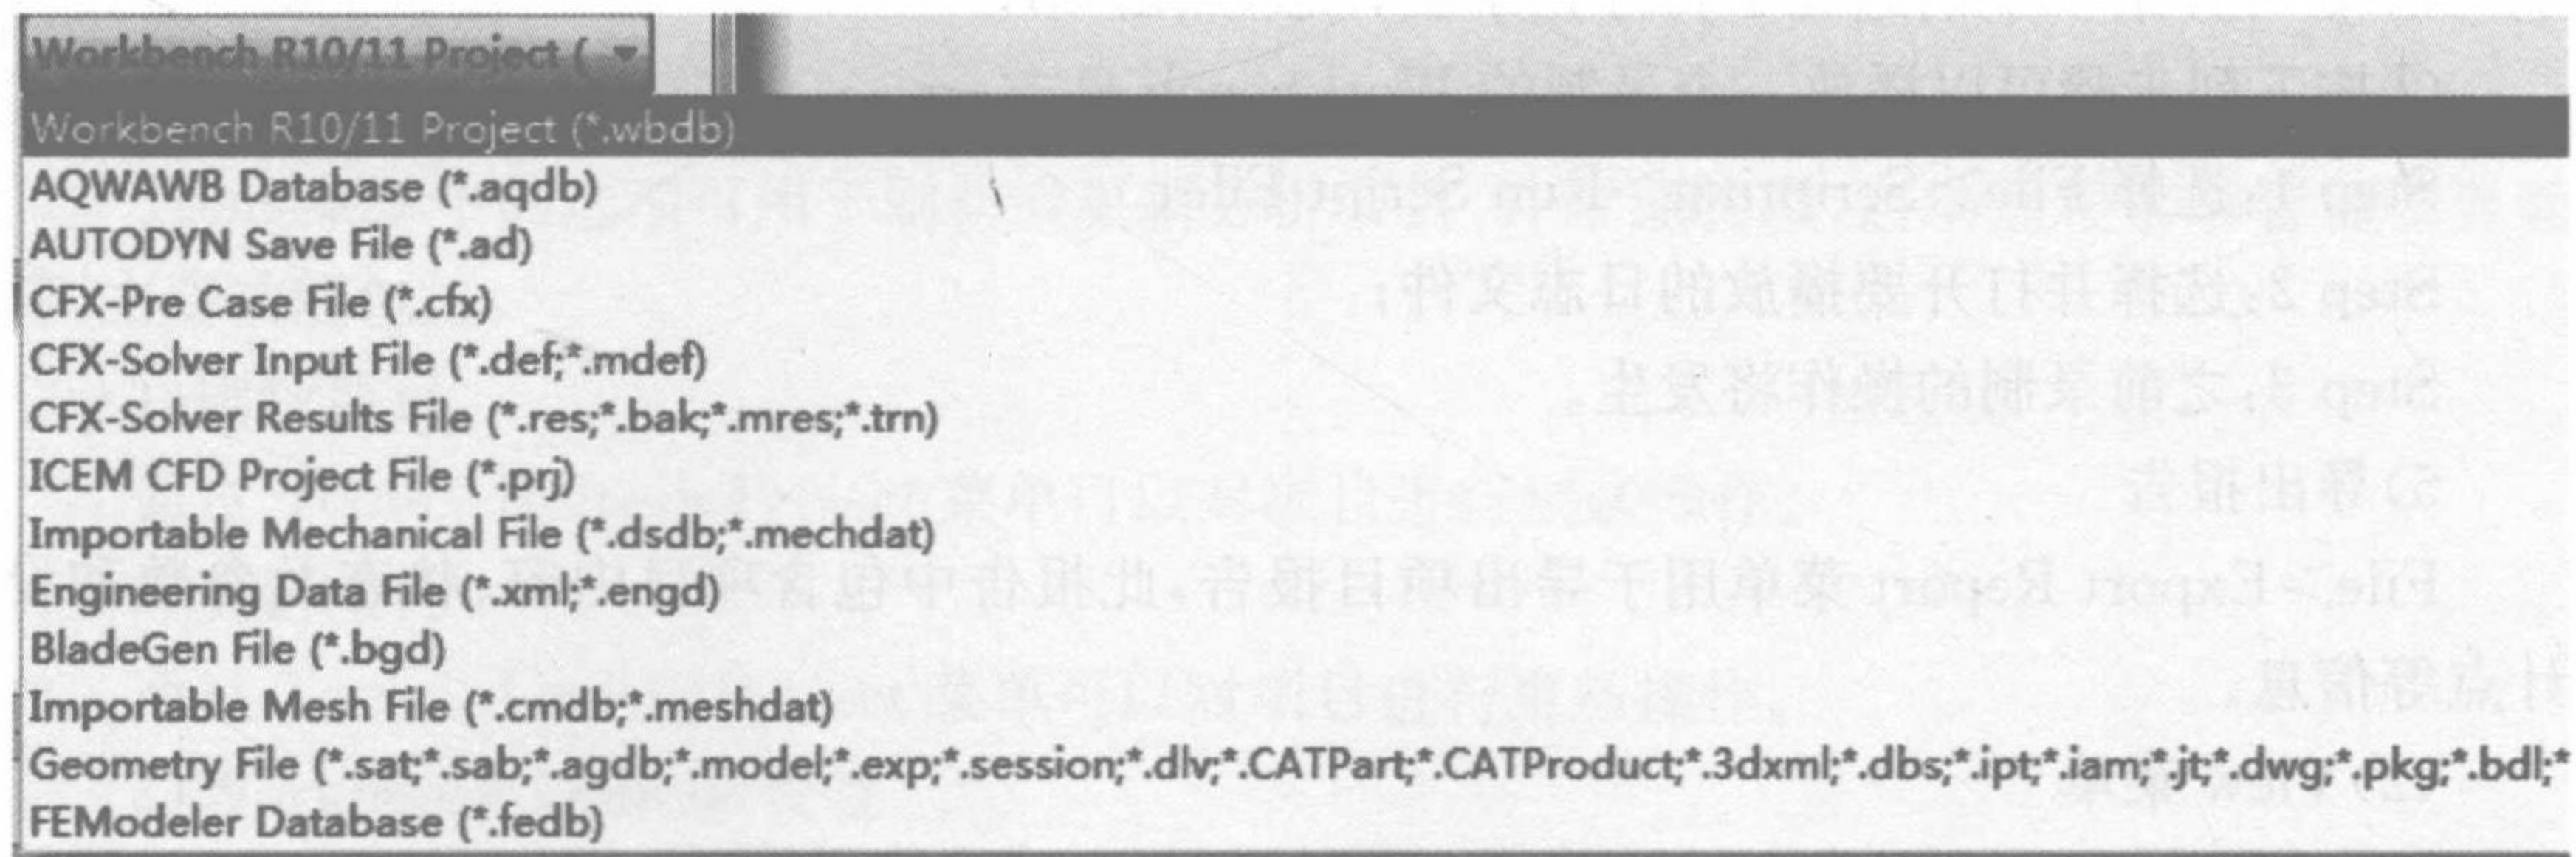 Workbench R10/11 Project (
Workbench R10/11 Project (*.wbdb)
AQWAWB Database (*.aqdb)
AUTODYN Save File (*.ad)
CFX-Pre Case File (*.cfx)
CFX-Solver Input File (*.def;*.mdef)
CFX-Solver Results File (*.res;*.bak;*.mres;*.trn)
ICEM CFD Project File (*.prj)
Importable Mechanical File (*.dsdb;*.mechdat)
Engineering Data File (*.xml;*.engd)
BladeGen File (*.bgd)
Importable Mesh File (*.cmdb;*.meshdat)
Geometry File (*.sat;*.sab;*.agdb;*.model;*.exp;*.session;*.dlv;*.CATPart;*.CATProduct;*.3dxml;*.dbs;*.ipt;*.iam;*.jt;*.dwg;*.pkg;*.bdl;*
FEModeler Database (*.fedb)